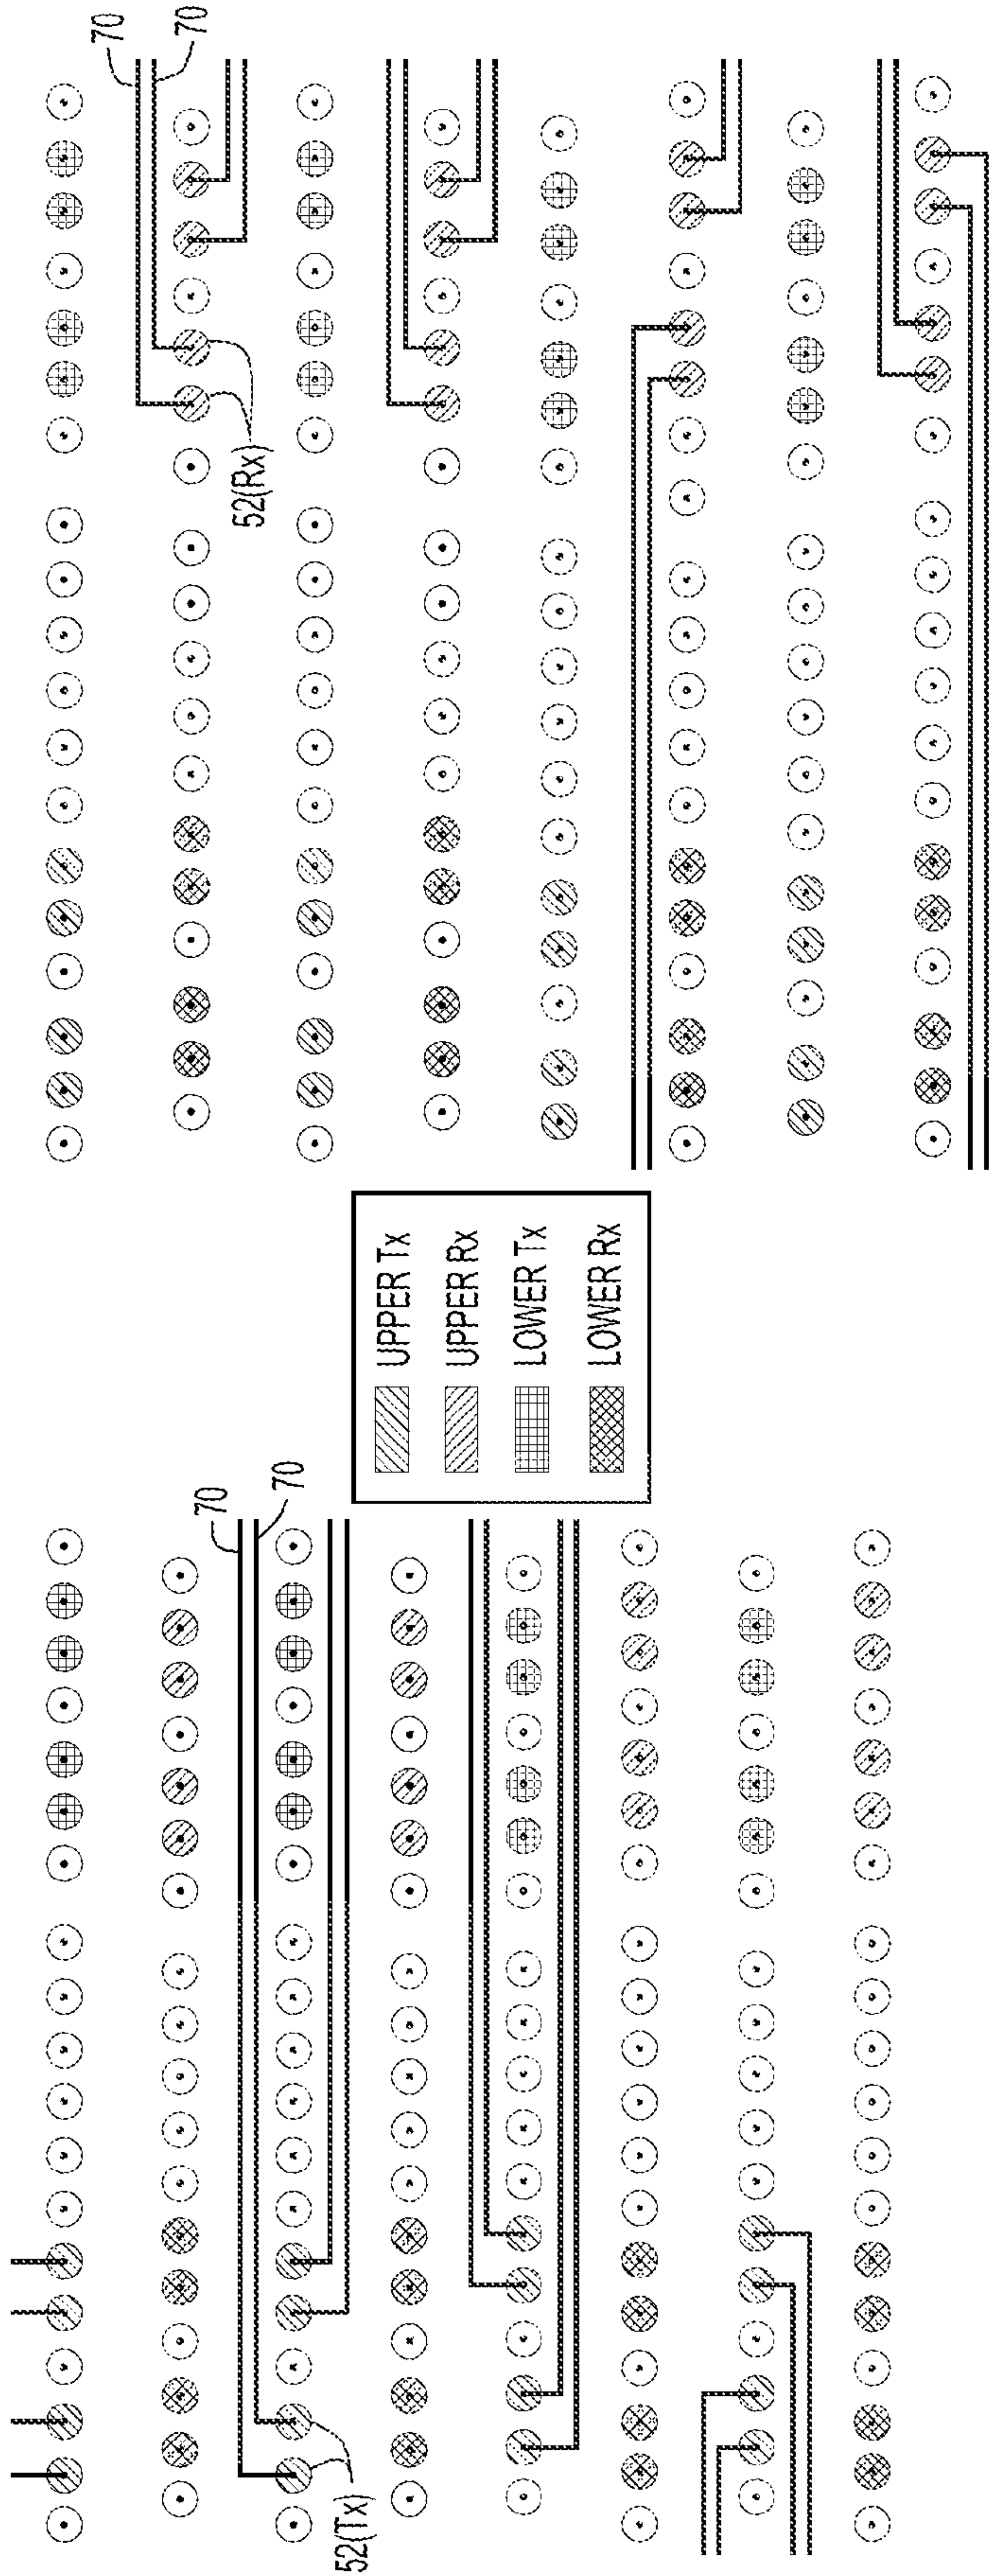 70
70
52(Rx)
UPPER Tx
UPPER Rx
LOWER Tx
LOWER Rx
70
70
52(Tx)